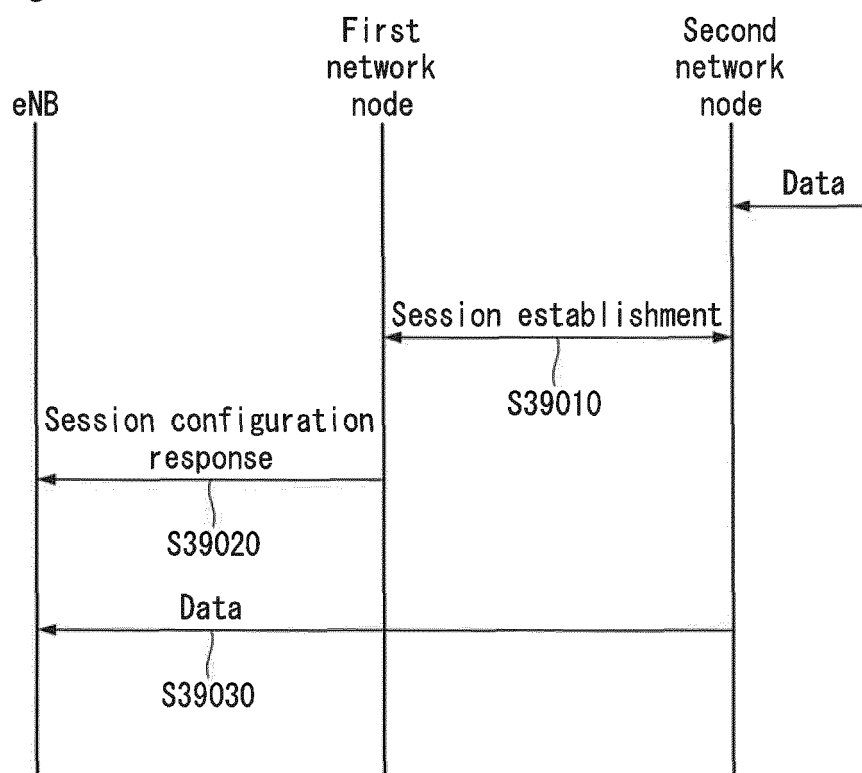 eNB
First
network
node
Second
network
node
Data
Session establishment
S39010
Session configuration
response
S39020
Data
S39030